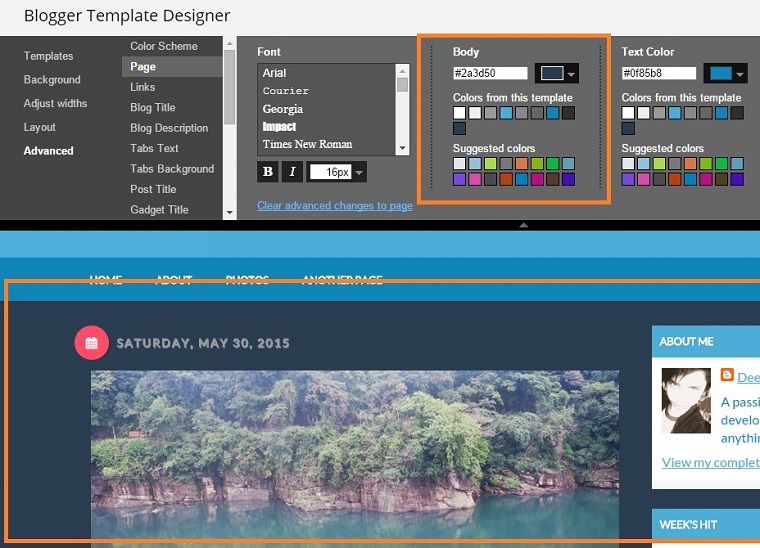 Blogger Template Designer
Templates
Background
Adjust widths
Layout
Advanced
Color Scheme
Page
Links
Blog Title
Blog Description
Tabs Text
Tabs Background
Post Title
Gadget Title
Font
Arial
Courier
Georgia
Impact
Times New Roman
B I 16px
Clear advanced changes to page
Body
#2a3d50
Colors from this template
Suggested colors
Text Color
#0f85b8
Colors from this template
Suggested colors
HOME ABOUT PHOTOS ANOTHER PAGE
SATURDAY, MAY 30, 2015
ABOUT ME
Dee
A passi
develo
anythin
View my complet
WEEK'S HIT